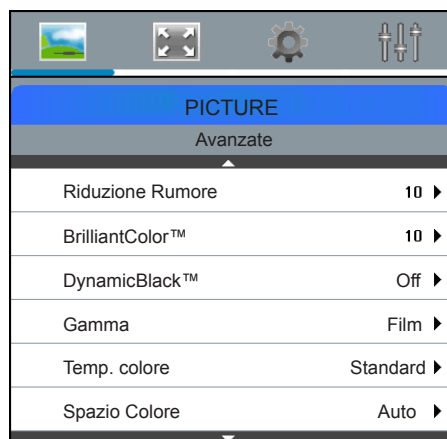 PICTURE
Avanzate
Riduzione Rumore 10
BrilliantColor™ 10
DynamicBlack™ Off
Gamma Film
Temp. colore Standard
Spazio Colore Auto